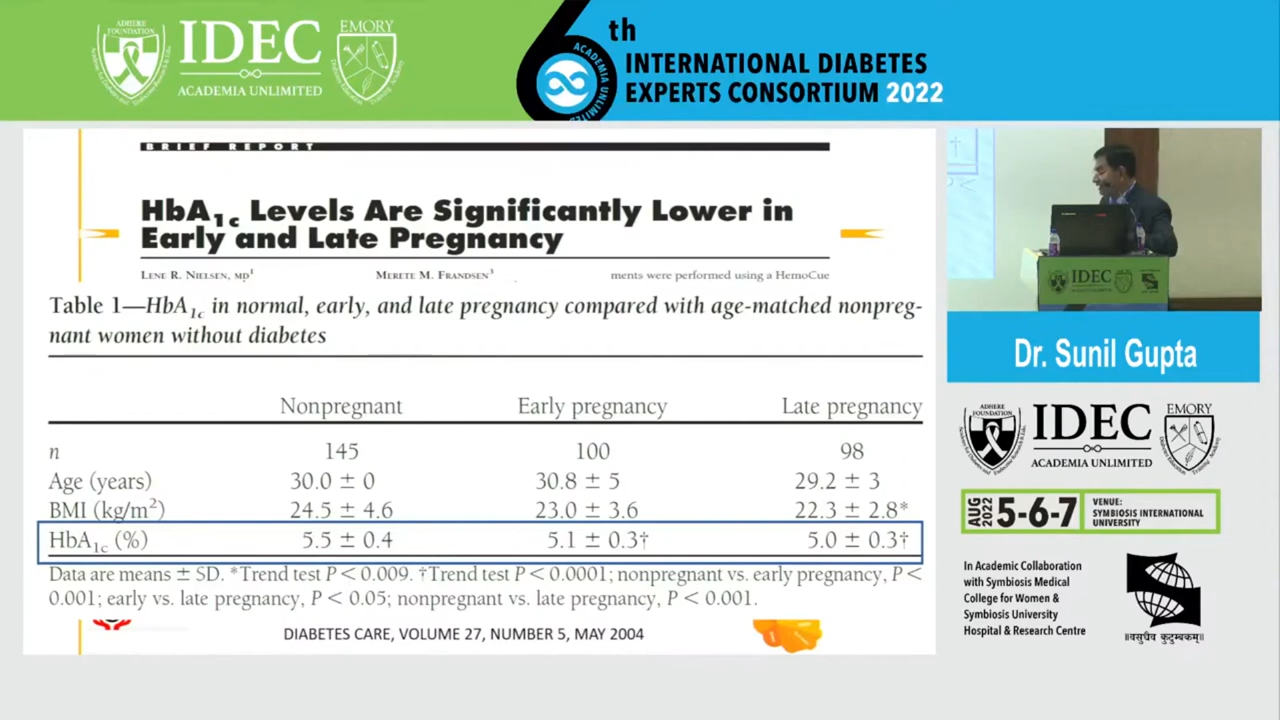 ADHERE
FOUNDATION
IDEC
ACADEMIA UNLIMITED
EMORY
6th
ACADEMIA UNLIMITED
INTERNATIONAL DIABETES
EXPERTS CONSORTIUM 2022
BRIEF REPORT
HbA1c Levels Are Significantly Lower in
Early and Late Pregnancy
LENE R. NIELSEN, MD1 MERETE M. FRANDSEN3 ments were performed using a HemoCue
Table 1—HbA1c in normal, early, and late pregnancy compared with age-matched nonpreg-
nant women without diabetes
Nonpregnant Early pregnancy Late pregnancy
n 145 100 98
Age (years) 30.0 ± 0 30.8 ± 5 29.2 ± 3
BMI (kg/m2) 24.5 ± 4.6 23.0 ± 3.6 22.3 ± 2.8*
HbA1c (%) 5.5 ± 0.4 5.1 ± 0.3† 5.0 ± 0.3†
Data are means ± SD. *Trend test P < 0.009. †Trend test P < 0.0001; nonpregnant vs. early pregnancy, P <
0.001; early vs. late pregnancy, P < 0.05; nonpregnant vs. late pregnancy, P < 0.001.
DIABETES CARE, VOLUME 27, NUMBER 5, MAY 2004
IDEC
Dr. Sunil Gupta
ADHERE
FOUNDATION
IDEC
ACADEMIA UNLIMITED
EMORY
AUG
2022
5-6-7
VENUE:
SYMBIOSIS INTERNATIONAL
UNIVERSITY
In Academic Collaboration
with Symbiosis Medical
College for Women &
Symbiosis University
Hospital & Research Centre
॥वसुधैव कुटुम्बकम्॥